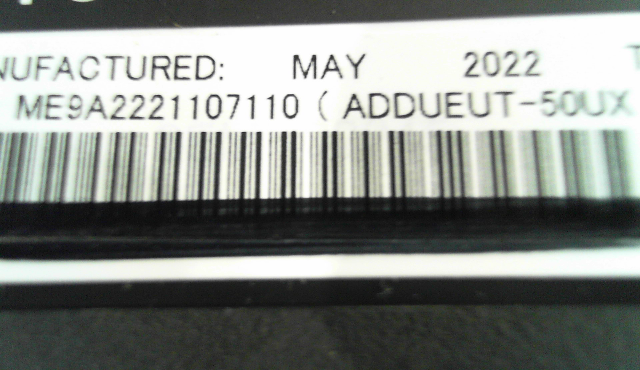 NUFACTURED: MAY 2022 T
ME9A2221107110 ( ADDUEUT-50UX